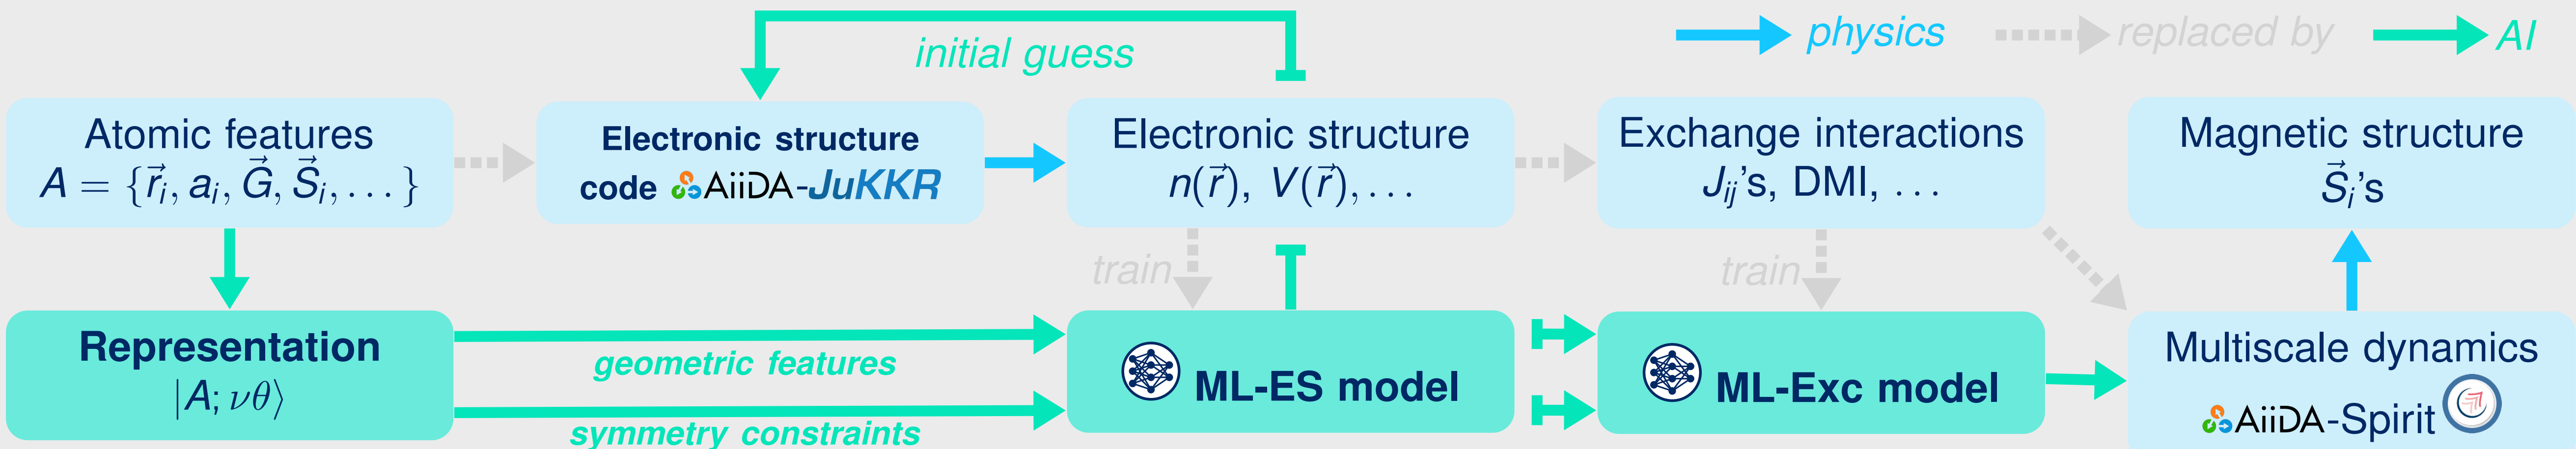 physics
replaced by
AI
initial guess
Atomic features
A = {r⃗ᵢ, aᵢ, G⃗, S⃗ᵢ, . . . }
Electronic structure
code AiiDA-JuKKR
Electronic structure
n(r⃗), V(r⃗), . . .
Exchange interactions
Jᵢⱼ's, DMI, . . .
Magnetic structure
S⃗ᵢ's
train
train
Representation
|A; νθ⟩
geometric features
symmetry constraints
ML-ES model
ML-Exc model
Multiscale dynamics
AiiDA-Spirit